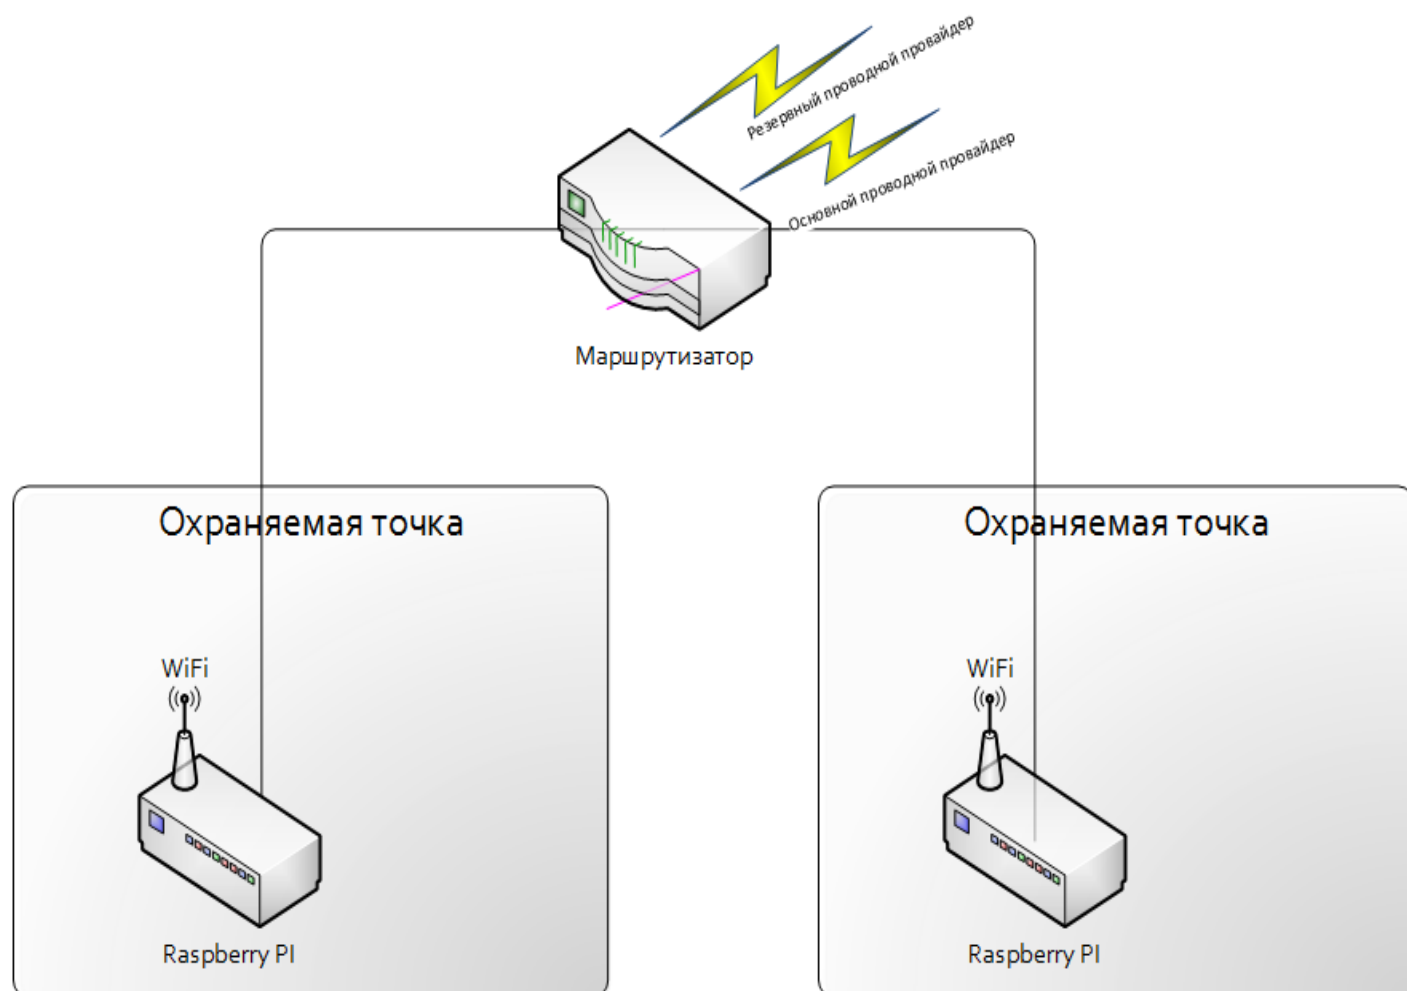 Резервный проводной провайдер
Основной проводной провайдер
Маршрутизатор
Охраняемая точка
Охраняемая точка
WiFi
WiFi
Raspberry PI
Raspberry PI